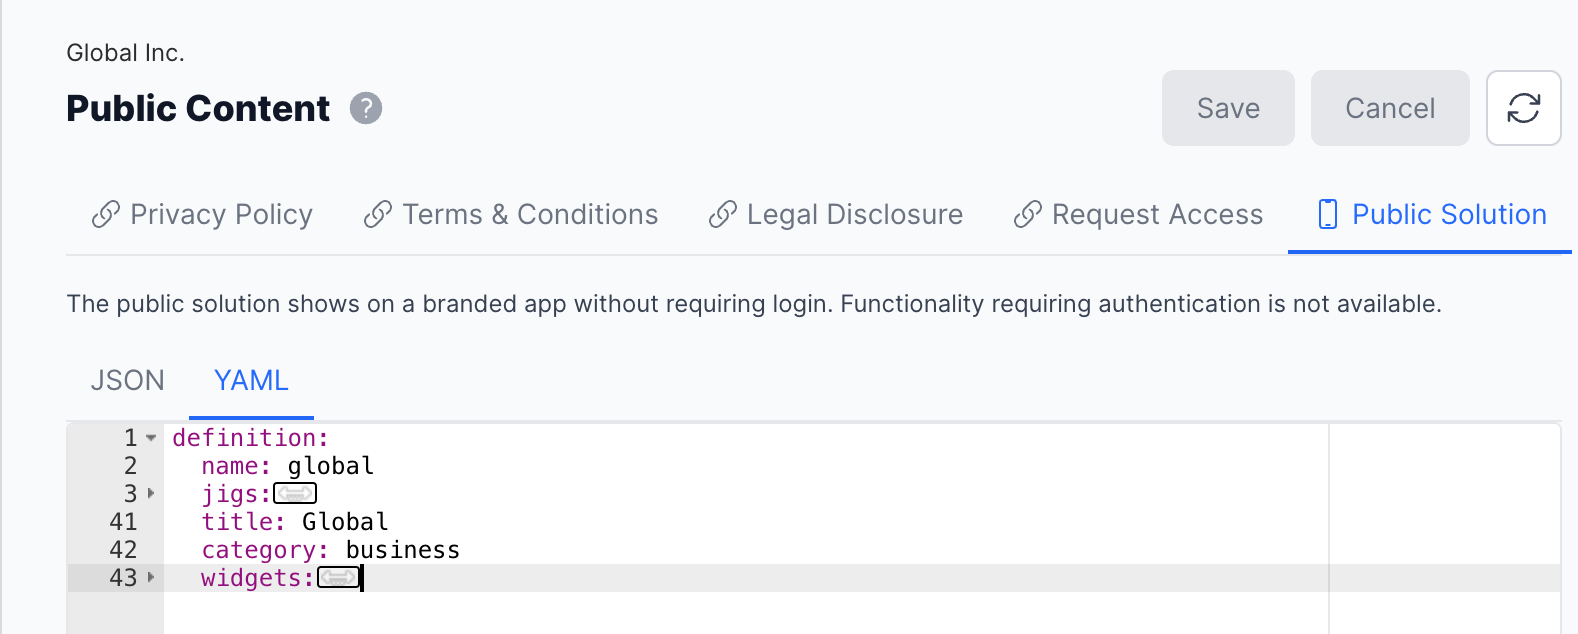 Global Inc.
Public Content ?
Save Cancel
Privacy Policy Terms & Conditions Legal Disclosure Request Access Public Solution
The public solution shows on a branded app without requiring login. Functionality requiring authentication is not available.
JSON YAML
1 definition:
2 name: global
3 jigs:
41 title: Global
42 category: business
43 widgets: